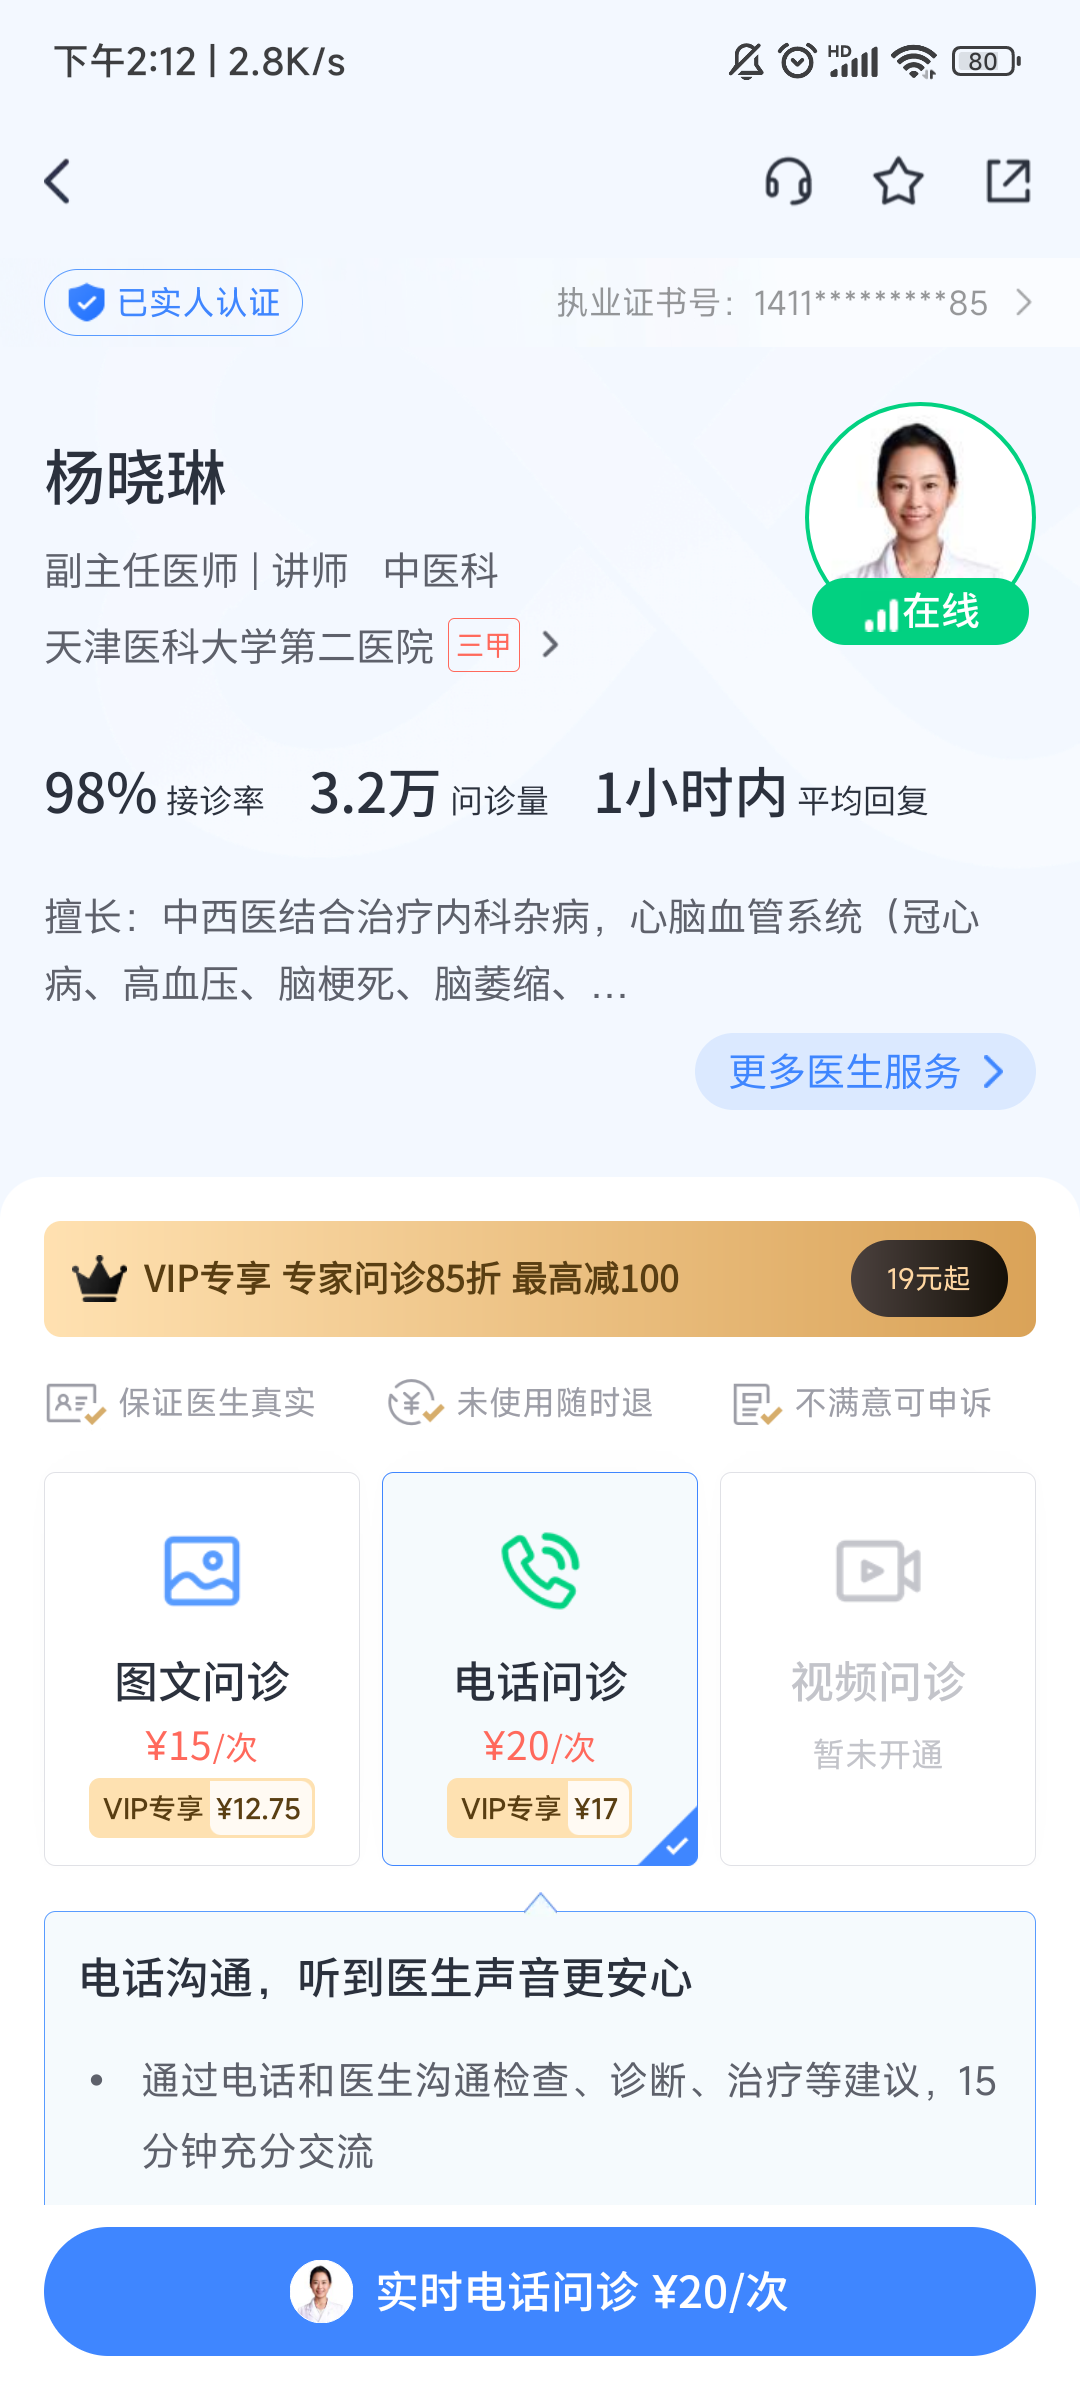 下午2:12 | 2.8K/s
HD
80
已实人认证
执业证书号：1411*********85
杨晓琳
副主任医师 | 讲师 中医科
天津医科大学第二医院 三甲
在线
98% 接诊率 3.2万 问诊量 1小时内 平均回复
擅长：中西医结合治疗内科杂病，心脑血管系统（冠心
病、高血压、脑梗死、脑萎缩、...
更多医生服务
VIP专享 专家问诊85折 最高减100
19元起
保证医生真实
未使用随时退
不满意可申诉
图文问诊
¥15/次
VIP专享 ¥12.75
电话问诊
¥20/次
VIP专享 ¥17
视频问诊
暂未开通
电话沟通，听到医生声音更安心
• 通过电话和医生沟通检查、诊断、治疗等建议，15
分钟充分交流
实时电话问诊 ¥20/次